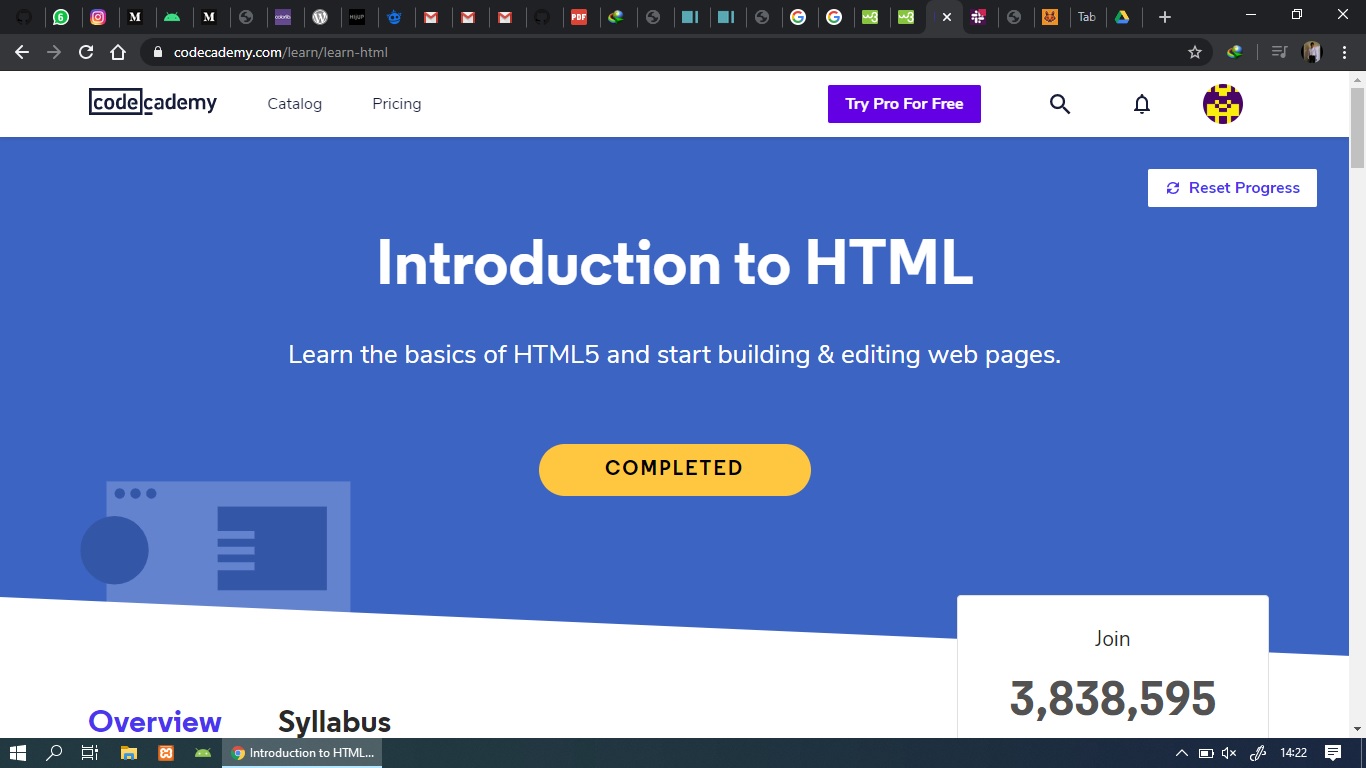 Tab
codecademy.com/learn/learn-html
codecademy
Catalog
Pricing
Try Pro For Free
Reset Progress
Introduction to HTML
Learn the basics of HTML5 and start building & editing web pages.
COMPLETED
Join
3,838,595
Overview
Syllabus
Introduction to HTML...
14:22